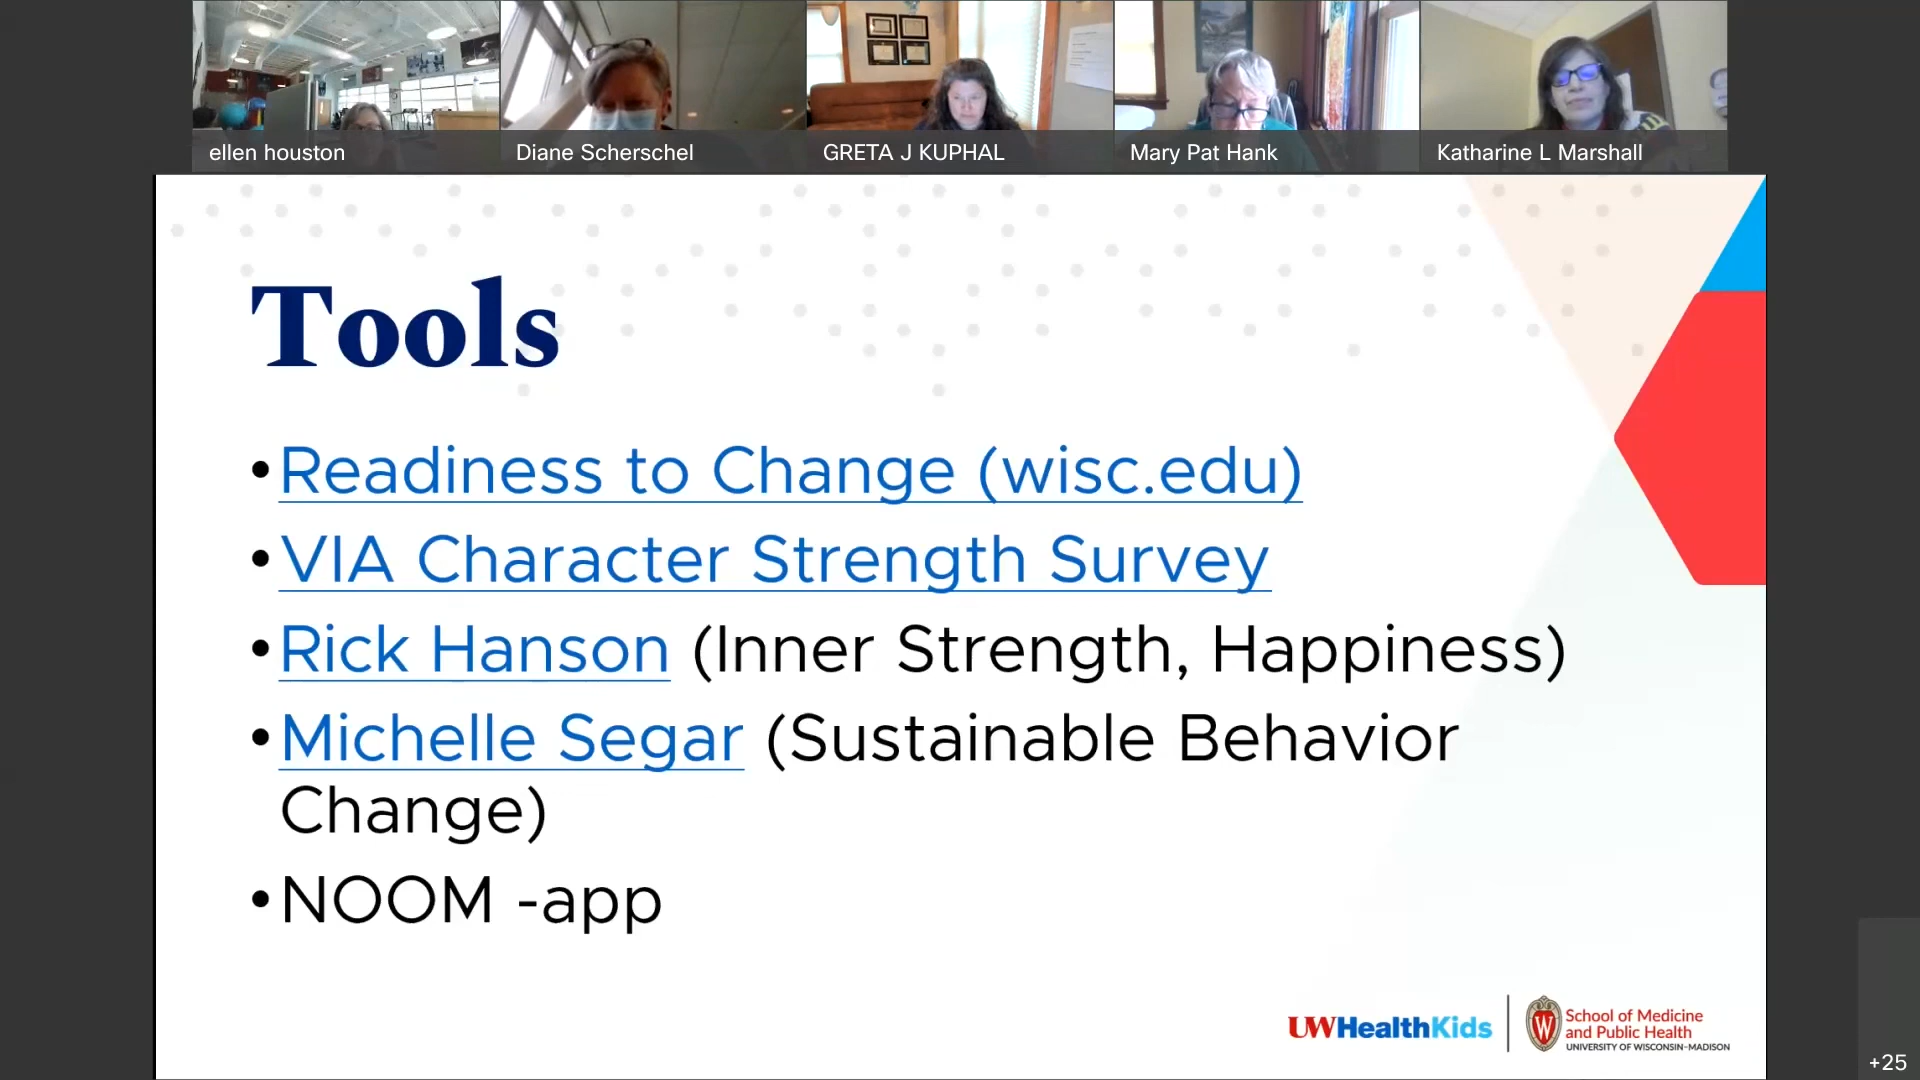 ellen houston
Diane Scherschel
GRETA J KUPHAL
Mary Pat Hank
Katharine L Marshall
Tools
•Readiness to Change (wisc.edu)
•VIA Character Strength Survey
•Rick Hanson (Inner Strength, Happiness)
•Michelle Segar (Sustainable Behavior
Change)
•NOOM -app
UWHealthKids
W
School of Medicine
and Public Health
UNIVERSITY OF WISCONSIN–MADISON
+25